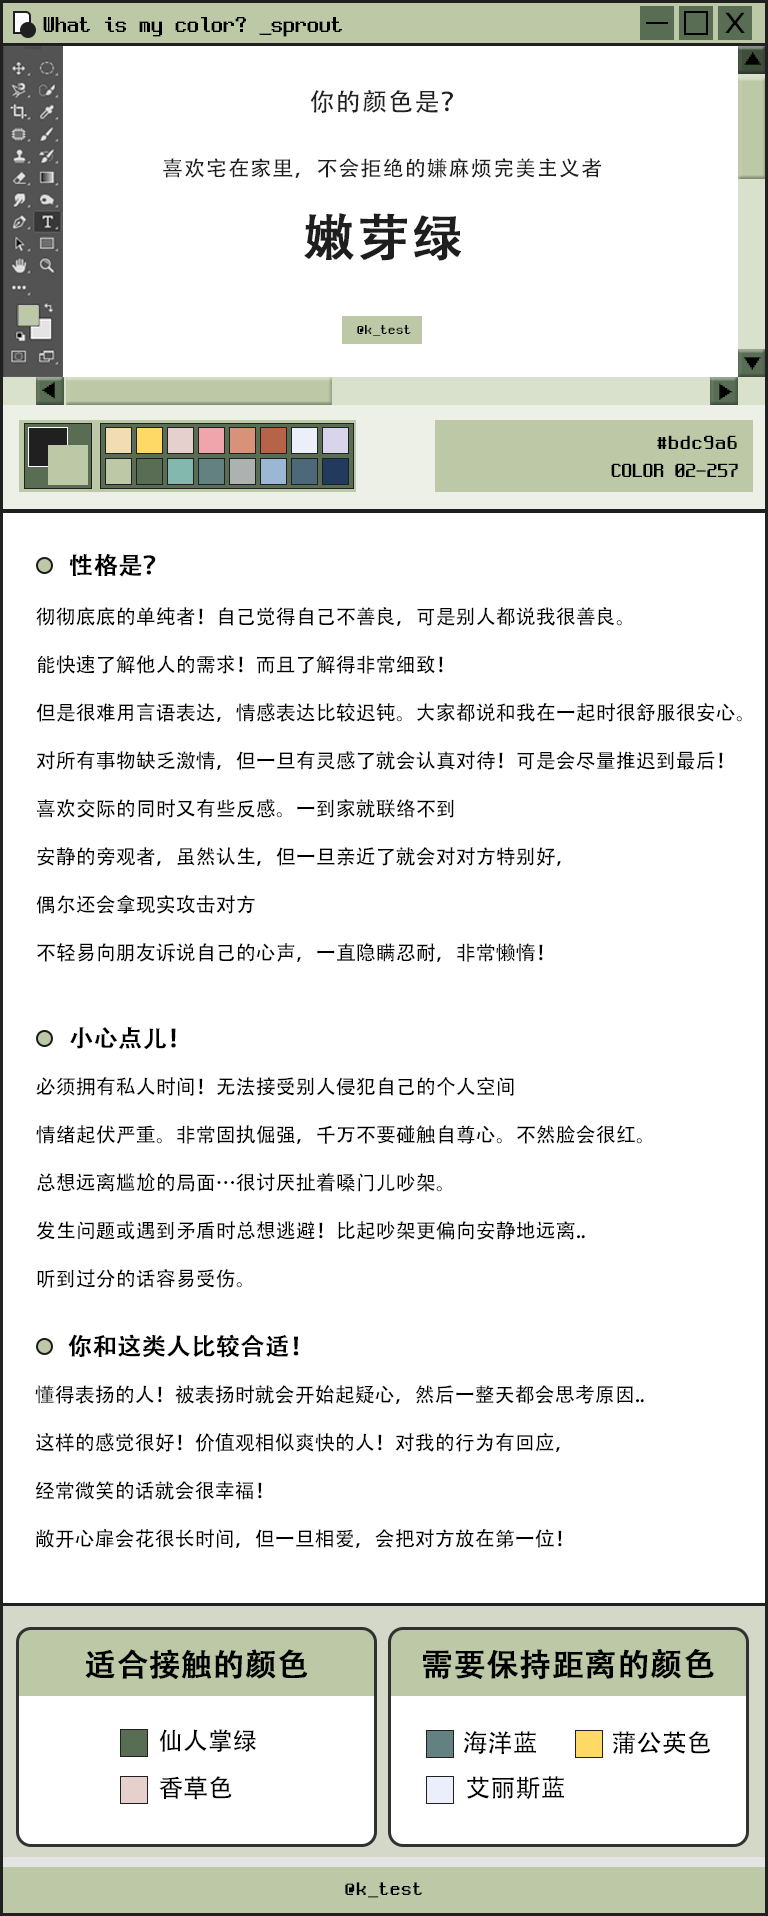 What is my color? _sprout
你的颜色是？
喜欢宅在家里，不会拒绝的嫌麻烦完美主义者
嫩芽绿
@k_test
#bdc9a6
COLOR 02-257
性格是？
彻彻底底的单纯者！自己觉得自己不善良，可是别人都说我很善良。
能快速了解他人的需求！而且了解得非常细致！
但是很难用言语表达，情感表达比较迟钝。大家都说和我在一起时很舒服很安心。
对所有事物缺乏激情，但一旦有灵感了就会认真对待！可是会尽量推迟到最后！
喜欢交际的同时又有些反感。一到家就联络不到
安静的旁观者，虽然认生，但一旦亲近了就会对对方特别好，
偶尔还会拿现实攻击对方
不轻易向朋友诉说自己的心声，一直隐瞒忍耐，非常懒惰！
小心点儿！
必须拥有私人时间！无法接受别人侵犯自己的个人空间
情绪起伏严重。非常固执倔强，千万不要碰触自尊心。不然脸会很红。
总想远离尴尬的局面…很讨厌扯着嗓门儿吵架。
发生问题或遇到矛盾时总想逃避！比起吵架更偏向安静地远离..
听到过分的话容易受伤。
你和这类人比较合适！
懂得表扬的人！被表扬时就会开始起疑心，然后一整天都会思考原因..
这样的感觉很好！价值观相似爽快的人！对我的行为有回应，
经常微笑的话就会很幸福！
敞开心扉会花很长时间，但一旦相爱，会把对方放在第一位！
适合接触的颜色
仙人掌绿
香草色
需要保持距离的颜色
海洋蓝 蒲公英色
艾丽斯蓝
@k_test